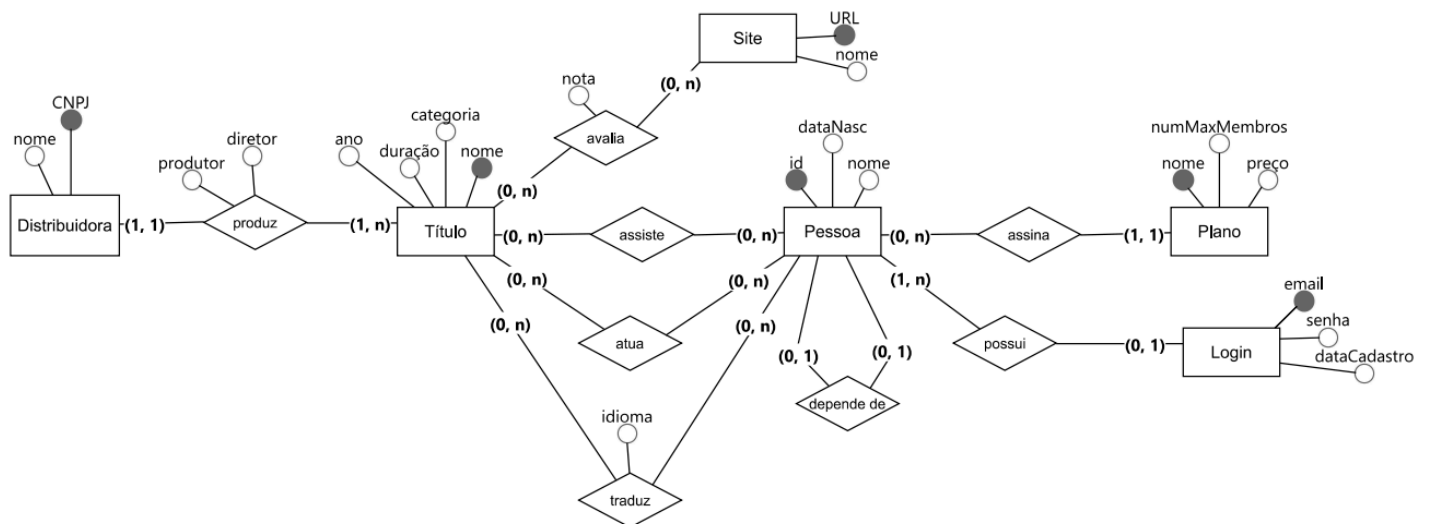 URL
Site
nome
(0, n)
nota
avalia
CNPJ
nome
categoria
diretor
ano
produtor
duração
nome
(0, n)
dataNasc
id
nome
numMaxMembros
nome
preço
Distribuidora
(1, 1)
produz
(1, n)
Título
(0, n)
assiste
(0, n)
Pessoa
(0, n)
assina
(1, 1)
Plano
(0, n)
(0, n)
(1, n)
email
(0, n)
atua
(0, n)
(0, 1)
(0, 1)
possui
(0, 1)
Login
senha
dataCadastro
depende de
idioma
traduz